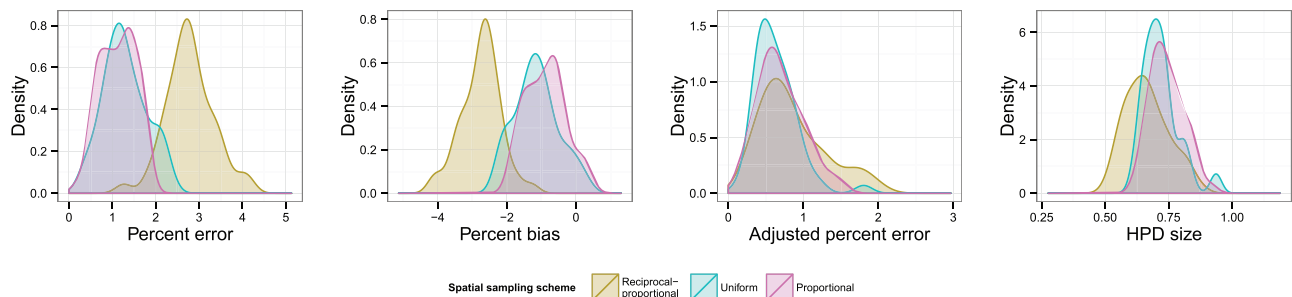 Density
0.8
0.6
0.4
0.2
0.0
0 1 2 3 4 5
Percent error
Density
0.8
0.6
0.4
0.2
0.0
−4 −2 0
Percent bias
Density
1.5
1.0
0.5
0.0
0 1 2 3
Adjusted percent error
Density
6
4
2
0
0.25 0.50 0.75 1.00
HPD size
Spatial sampling scheme
Reciprocal−
proportional
Uniform
Proportional